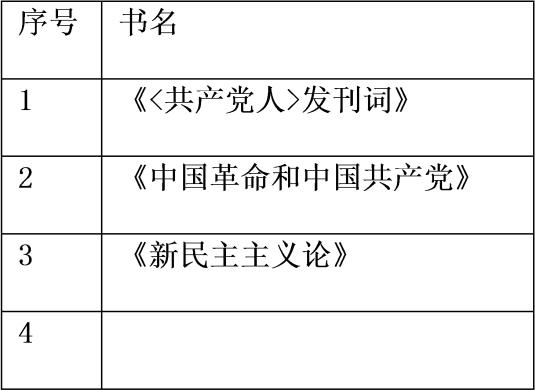 序号 书名
1 《<共产党人>发刊词》
2 《中国革命和中国共产党》
3 《新民主主义论》
4